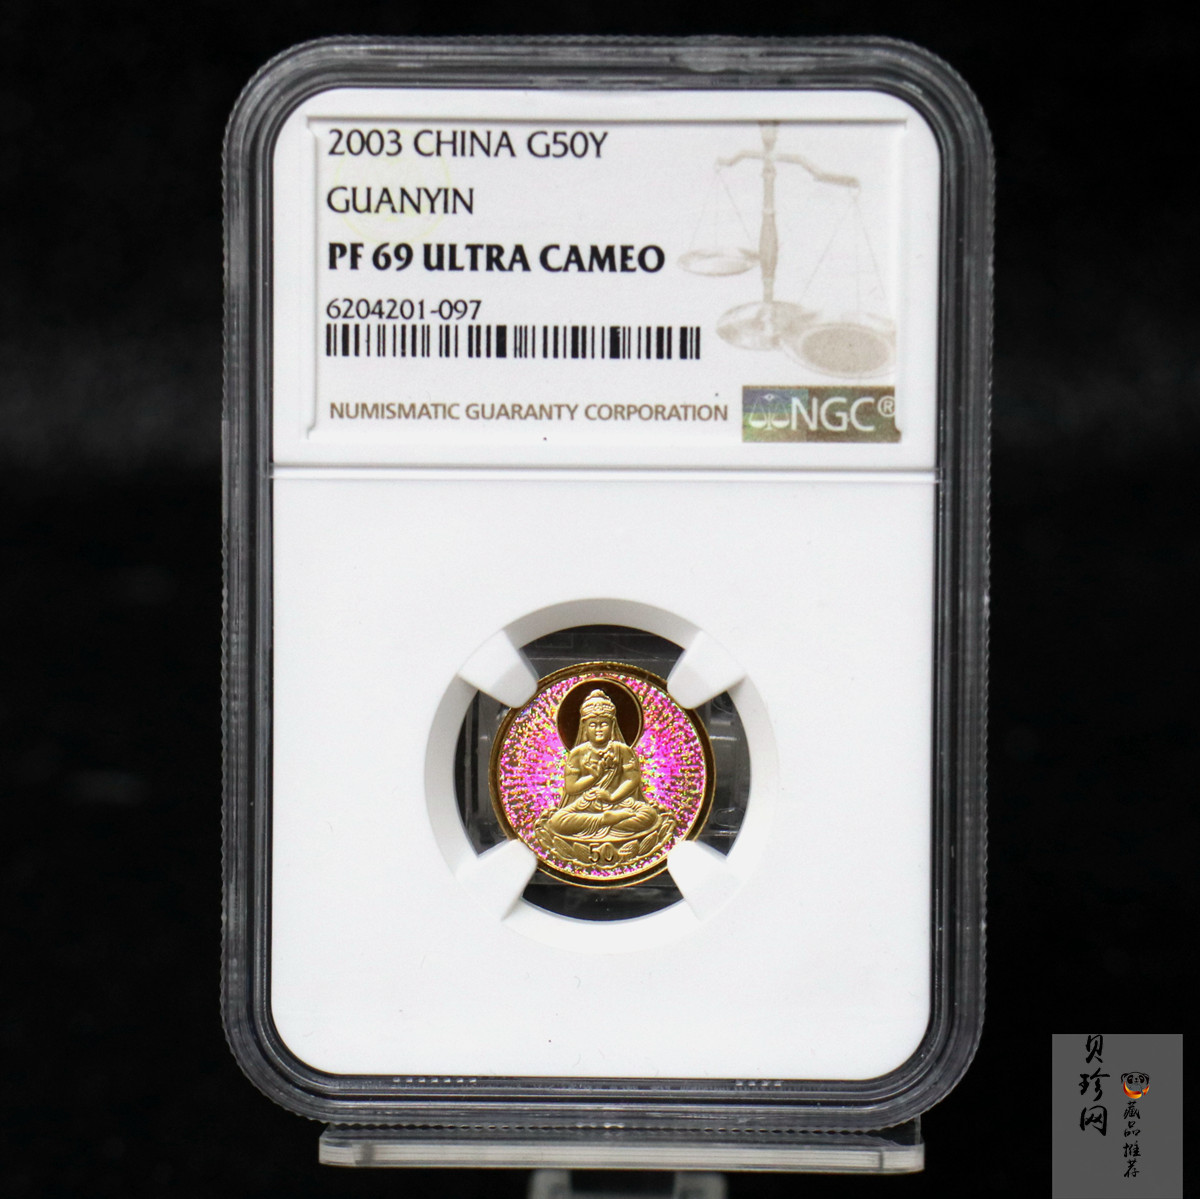 2003 CHINA G50Y
GUANYIN
PF 69 ULTRA CAMEO
6204201-097
NUMISMATIC GUARANTY CORPORATION
NGC®
50
贝珍网
藏品推荐